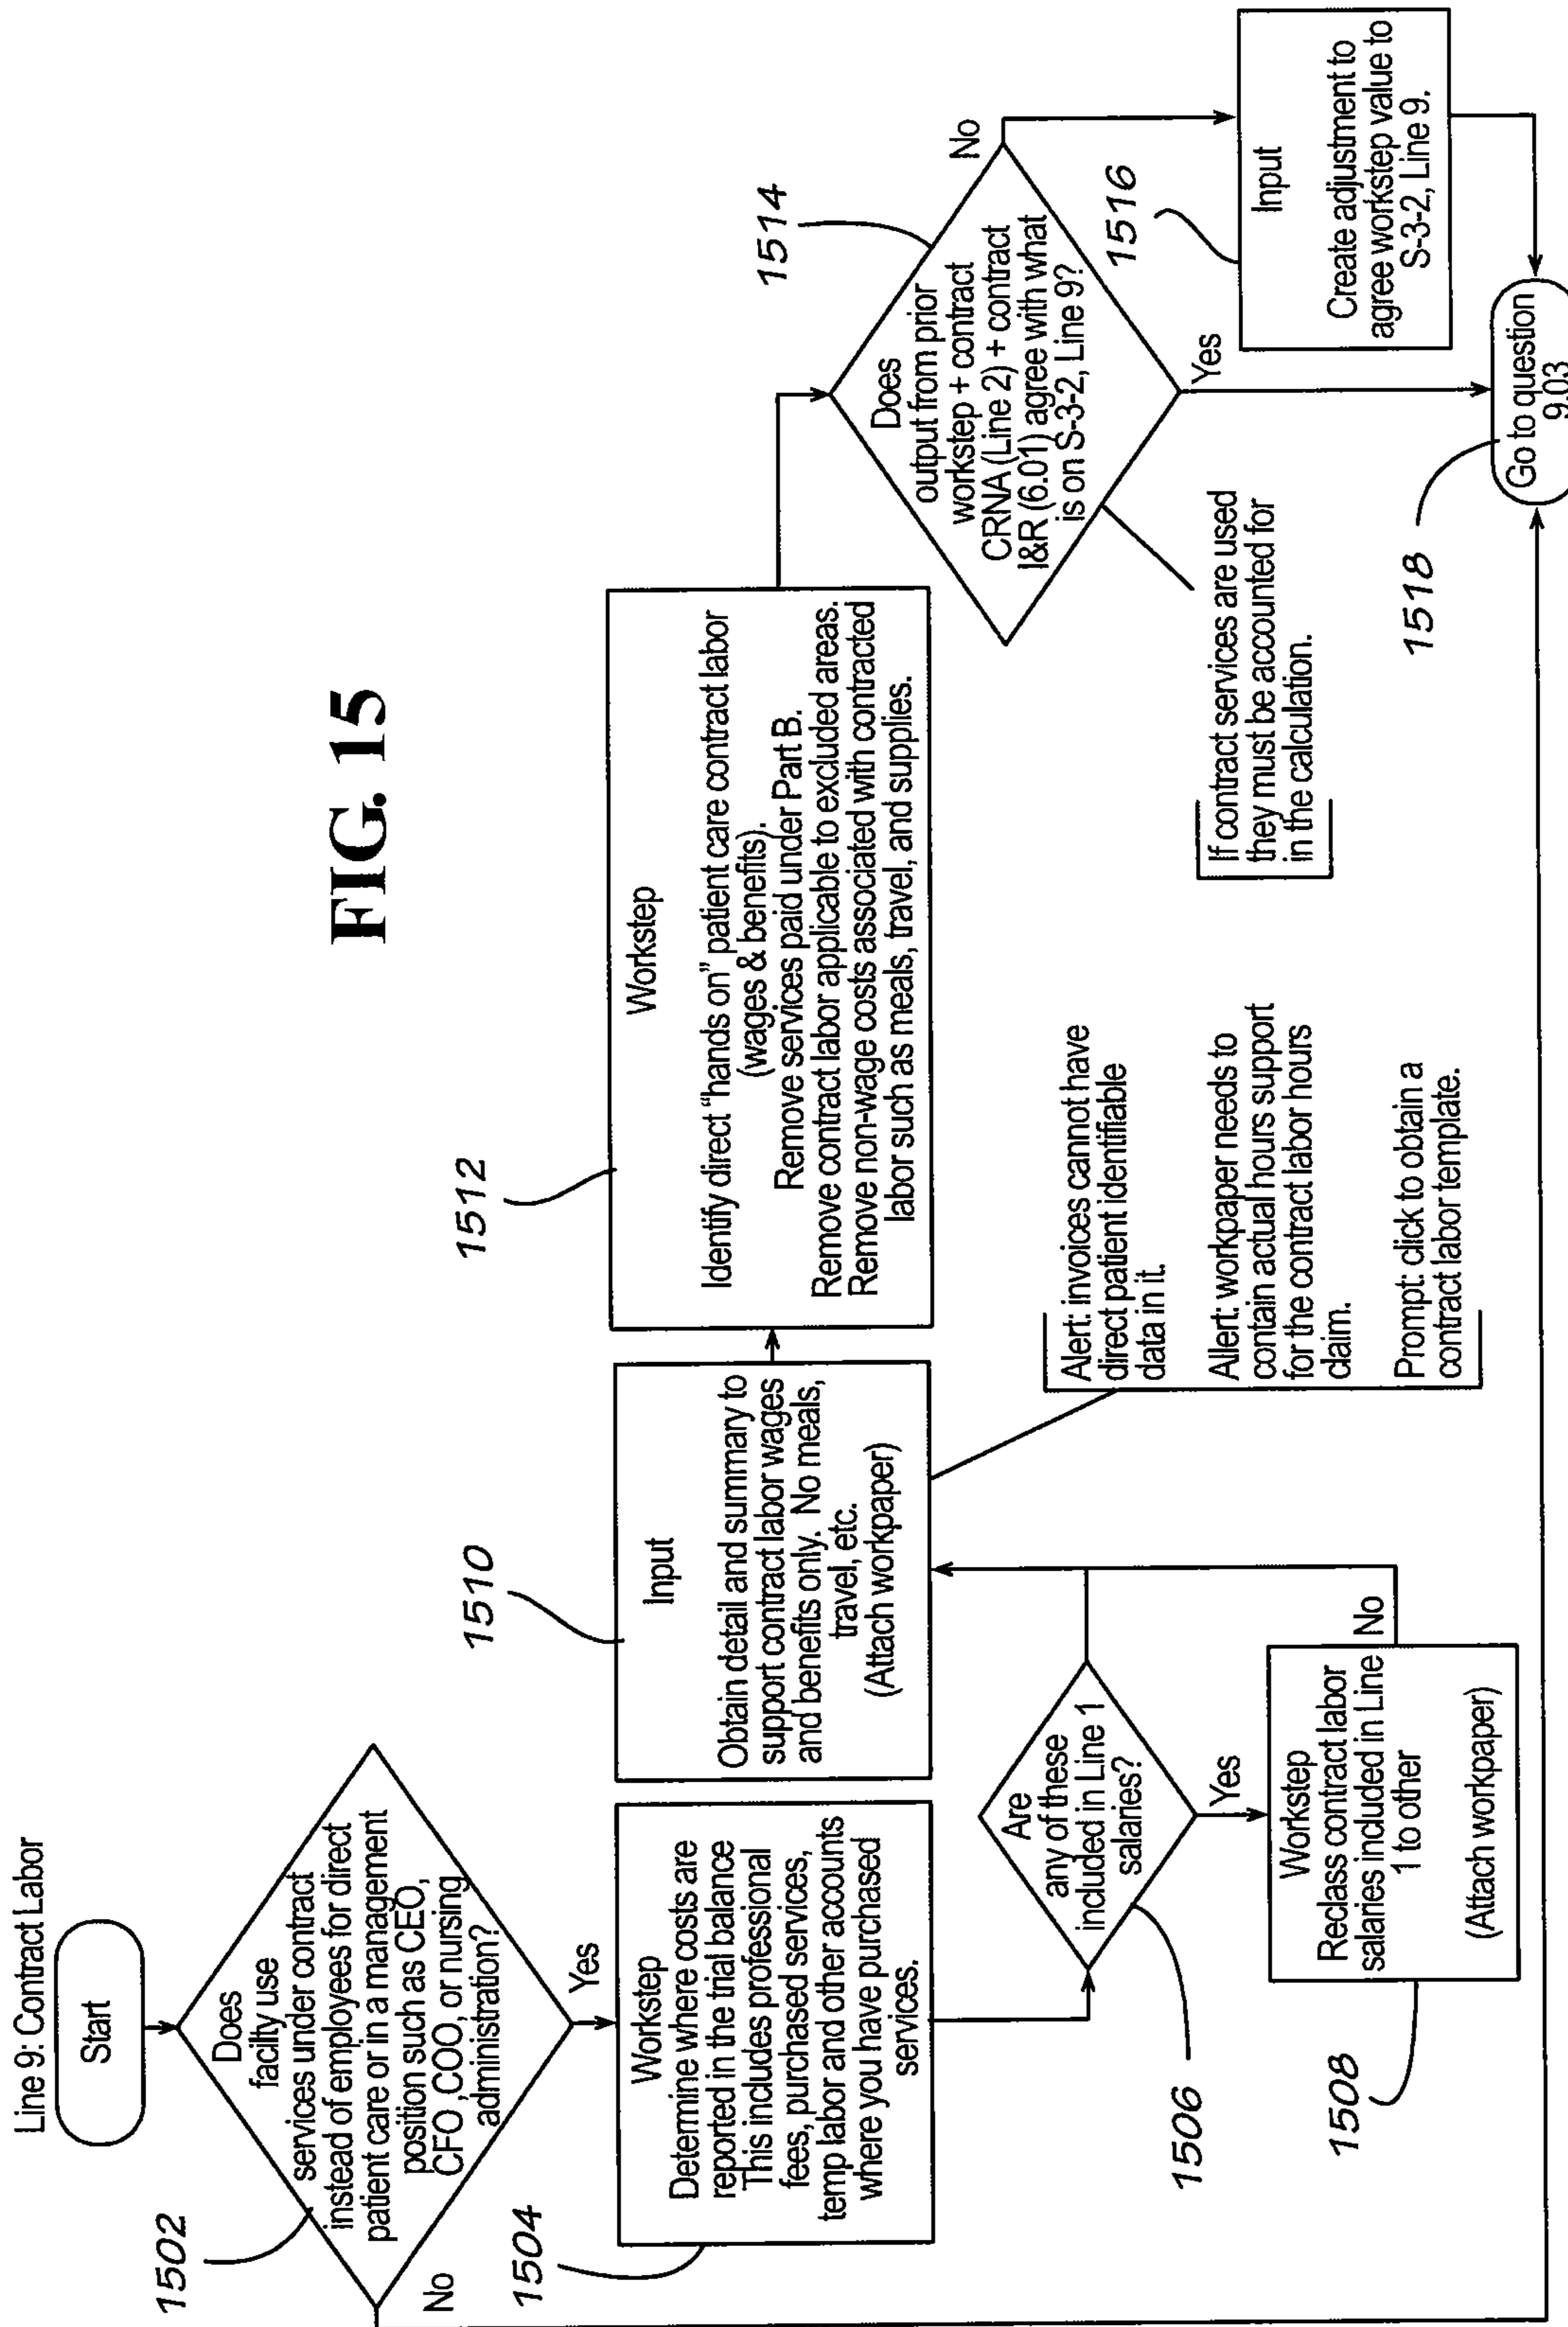 FIG. 15
Line 9: Contract Labor
Start
1502
Does
facilty use
services under contract
instead of employees for direct
patient care or in a management
position such as CEO,
CFO ,COO, or nursing
administration?
No
Yes
1504
Workstep
Determine where costs are
reported in the trial balance
This includes professional
fees, purchased services,
temp labor and other accounts
where you have purchased
services.
1506
Are
any of these
included in Line 1
salaries?
Yes
1508
Workstep
Reclass contract labor
salaries included in Line
1 to other
(Attach workpaper)
No
1510
Input
Obtain detail and summary to
support contract labor wages
and benefits only. No meals,
travel, etc.
(Attach workpaper)
Alert: invoices cannot have
direct patient identifiable
data in it.
Allert: workpaper needs to
contain actual hours support
for the contract labor hours
claim.
Prompt: click to obtain a
contract labor template.
1512
Workstep
Identify direct “hands on” patient care contract labor
(wages & benefits).
Remove services paid under Part B.
Remove contract labor applicable to excluded areas.
Remove non-wage costs associated with contracted
labor such as meals, travel, and supplies.
1514
Does
output from prior
workstep + contract
CRNA (Line 2) + contract
I&R (6.01) agree with what
is on S-3-2, Line 9?
If contract services are used
they must be accounted for
in the calculation.
No
Yes
1516
Input
Create adjustment to
agree workstep value to
S-3-2, Line 9.
1518
Go to question
9.03